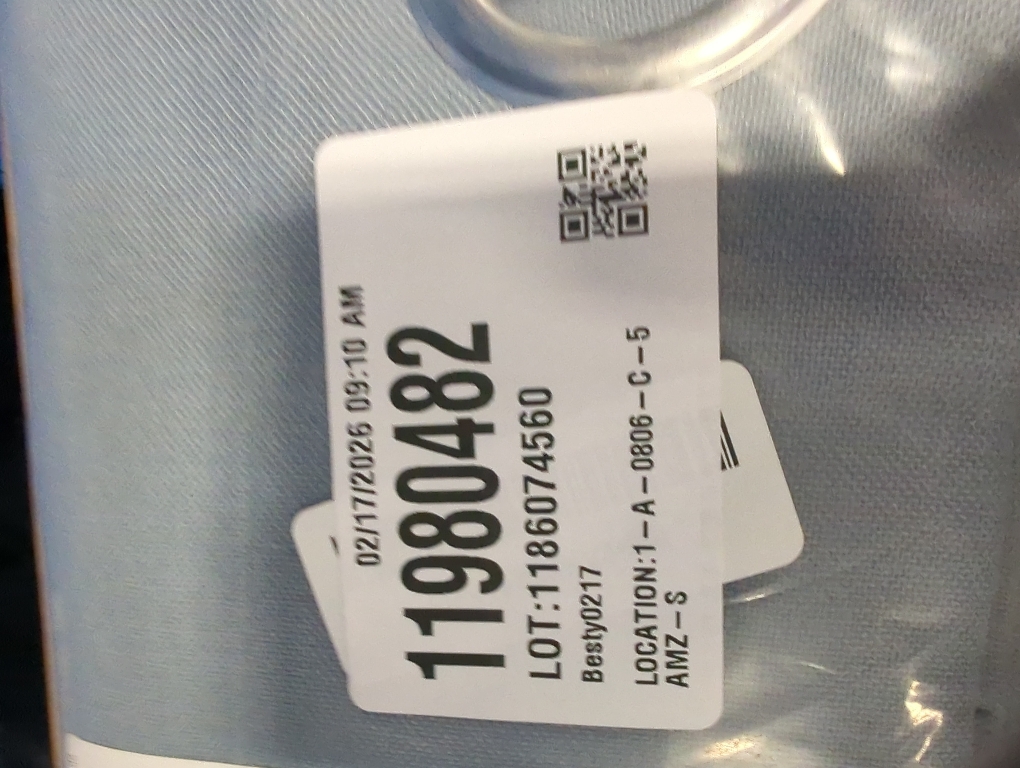 02/17/2026 09:10 AM
11980482
LOT:1186074560
Besty0217
LOCATION:1-A-0806-C-5
AMZ-S